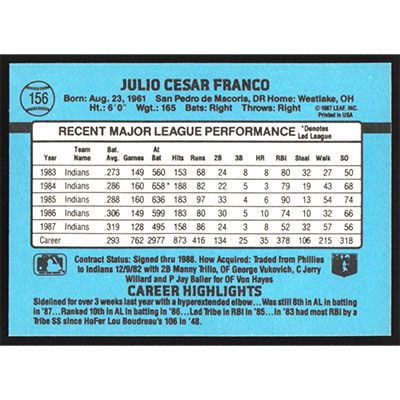 156
JULIO CESAR FRANCO
Born: Aug. 23, 1961 San Pedro de Macoris, DR Home: Westlake, OH
Ht.: 6'0" Wgt.: 165 Bats: Right Throws: Right
© 1987 LEAF, INC.
Printed in USA
RECENT MAJOR LEAGUE PERFORMANCE *Denotes Led League
Year Team Name Bat. Avg. Games At Bat Hits Runs 2B 3B HR RBI Steal Walk SO
1983 Indians .273 149 560 153 68 24 8 8 80 32 27 50
1984 Indians .286 160 658* 188 82 22 5 3 79 19 43 68
1985 Indians .288 160 636 183 97 33 4 6 90 13 54 74
1986 Indians .306 149 599 183 80 30 5 10 74 10 32 66
1987 Indians .319 128 495 158 86 24 3 8 52 32 57 56
Career .293 762 2977 873 416 134 25 35 378 106 215 318
Contract Status: Signed thru 1988. How Acquired: Traded from Phillies
to Indians 12/9/82 with 2B Manny Trillo, OF George Vukovich, C Jerry
Willard and P Jay Baller for OF Von Hayes
CAREER HIGHLIGHTS
Sidelined for over 3 weeks last year with a hyperextended elbow...Was still 8th in AL in batting
in '87...Ranked 10th in AL in batting in '86...Led Tribe in RBI in '85...in '83 had most RBI by a
Tribe SS since HoFer Lou Boudreau's 106 in '48.